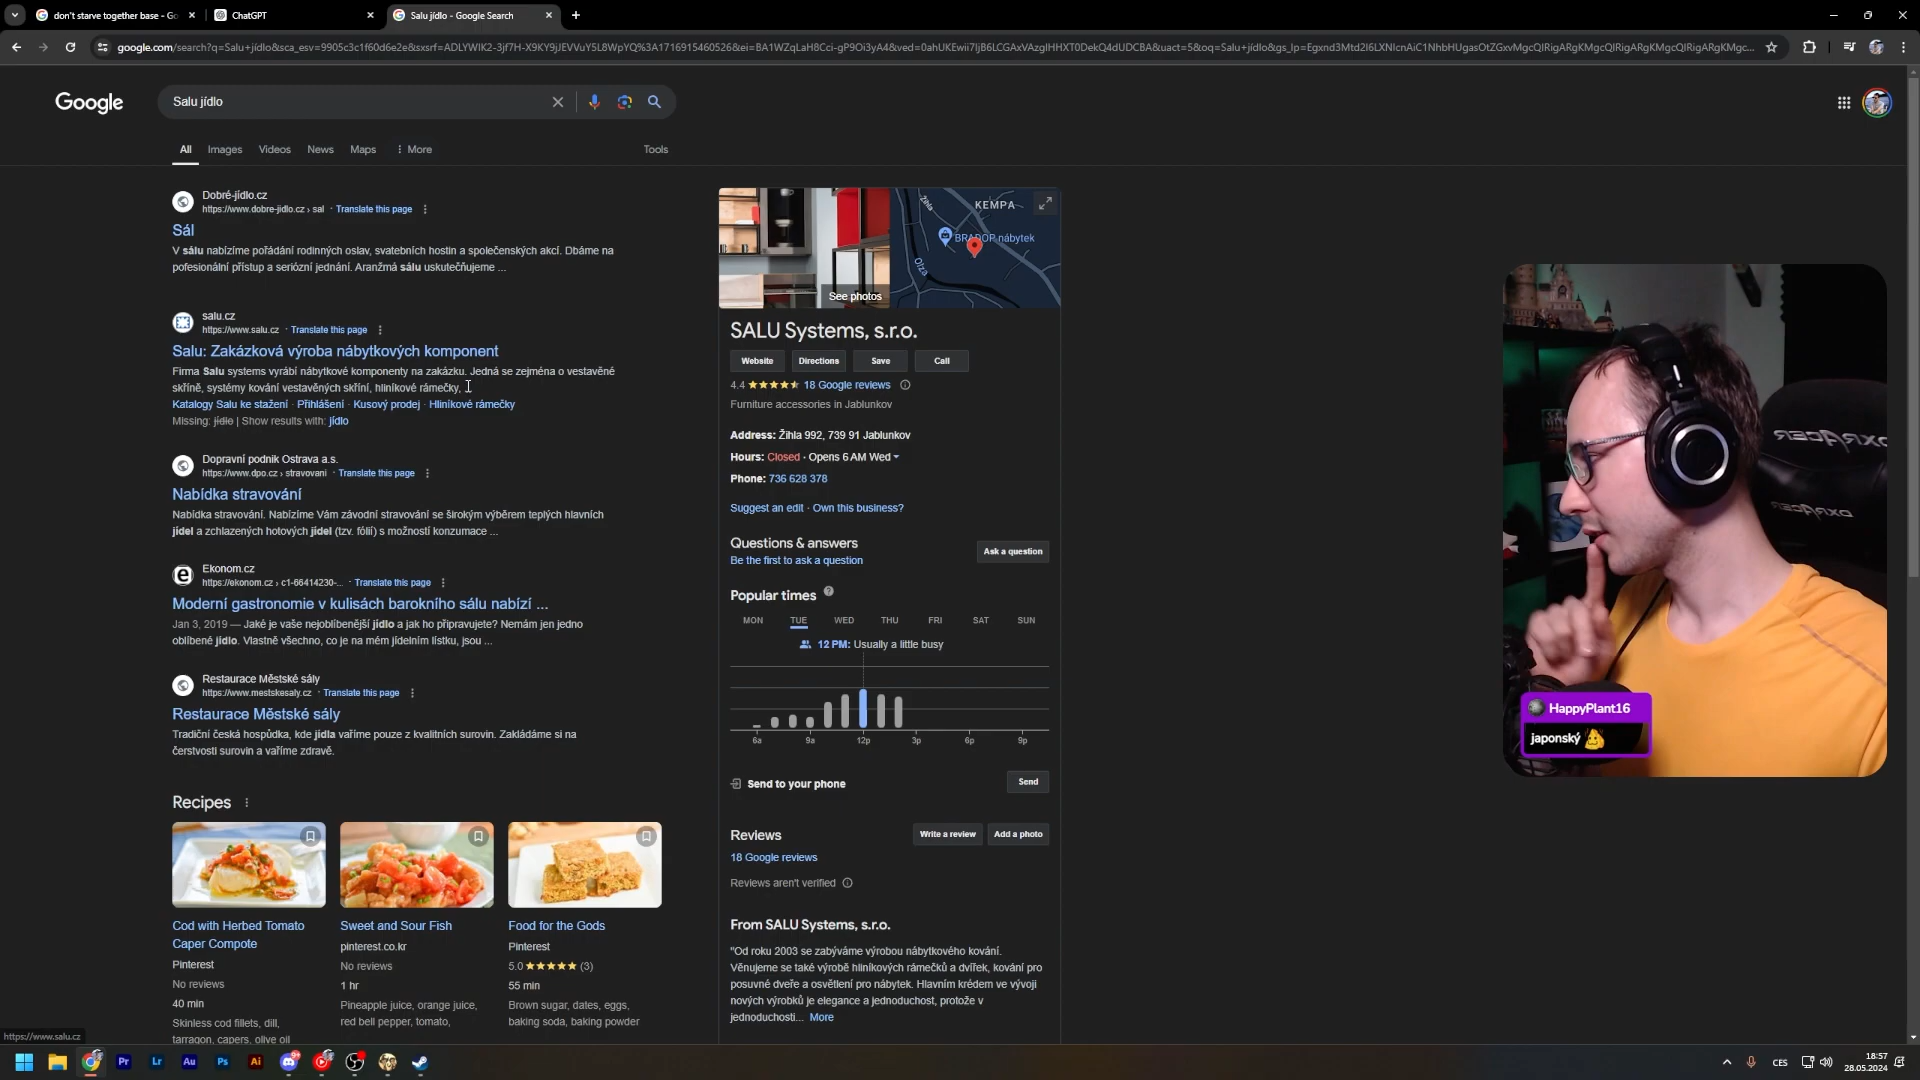 don't starve together base - Go
ChatGPT
Salu jídlo - Google Search
Google
Salu jídlo
All
Images
Videos
News
Maps
More
Tools
Dobré-jídlo.cz
https://www.dobre-jidlo.cz › sal · Translate this page
Sál
V sálu nabízíme pořádání rodinných oslav, svatebních hostin a společenských akcí. Dbáme na
pofesionální přístup a seriózní jednání. Aranžmá sálu uskutečňujeme ...
salu.cz
https://www.salu.cz · Translate this page
Salu: Zakázková výroba nábytkových komponent
Firma Salu systems vyrábí nábytkové komponenty na zakázku. Jedná se zejména o vestavěné
skříně, systémy kování vestavěných skříní, hliníkové rámečky,
Katalogy Salu ke stažení · Přihlášení · Kusový prodej · Hliníkové rámečky
Missing: jídlo | Show results with: jídlo
Dopravní podnik Ostrava a.s.
https://www.dpo.cz › stravovani · Translate this page
Nabídka stravování
Nabídka stravování. Nabízíme Vám závodní stravování se širokým výběrem teplých hlavních
jídel a zchlazených hotových jídel (tzv. fólií) s možností konzumace ...
Ekonom.cz
https://ekonom.cz › c1-66414230-... · Translate this page
Moderní gastronomie v kulisách barokního sálu nabízí ...
Jan 3, 2019 — Jaké je vaše nejoblíbenější jídlo a jak ho připravujete? Nemám jen jedno
oblíbené jídlo. Vlastně všechno, co je na mém jídelním lístku, jsou ...
Restaurace Městské sály
https://www.mestskesaly.cz · Translate this page
Restaurace Městské sály
Tradiční česká hospůdka, kde jídla vaříme pouze z kvalitních surovin. Zakládáme si na
čerstvosti surovin a vaříme zdravě.
Recipes
Cod with Herbed Tomato
Caper Compote
Pinterest
No reviews
40 min
Skinless cod fillets, dill,
tarragon, capers, olive oil
Sweet and Sour Fish
pinterest.co.kr
No reviews
1 hr
Pineapple juice, orange juice,
red bell pepper, tomato,
Food for the Gods
Pinterest
5.0 (3)
55 min
Brown sugar, dates, eggs,
baking soda, baking powder
See photos
KEMPA
Žihla
BRADOP nábytek
Olza
SALU Systems, s.r.o.
Website
Directions
Save
Call
4.4 18 Google reviews
Furniture accessories in Jablunkov
Address: Žihla 992, 739 91 Jablunkov
Hours: Closed · Opens 6 AM Wed
Phone: 736 628 378
Suggest an edit · Own this business?
Questions & answers
Be the first to ask a question
Ask a question
Popular times
MON TUE WED THU FRI SAT SUN
12 PM: Usually a little busy
6a 9a 12p 3p 6p 9p
Send to your phone
Send
Reviews
Write a review
Add a photo
18 Google reviews
Reviews aren't verified
From SALU Systems, s.r.o.
"Od roku 2003 se zabýváme výrobou nábytkového kování.
Věnujeme se také výrobě hliníkových rámečků a dvířek, kování pro
posuvné dveře a osvětlení pro nábytek. Hlavním krédem ve vývoji
nových výrobků je elegance a jednoduchost, protože v
jednoduchosti... More
HappyPlant16
japonský
https://www.salu.cz
Pr
Lr
Au
Ps
Ai
CES
18:57
28.05.2024